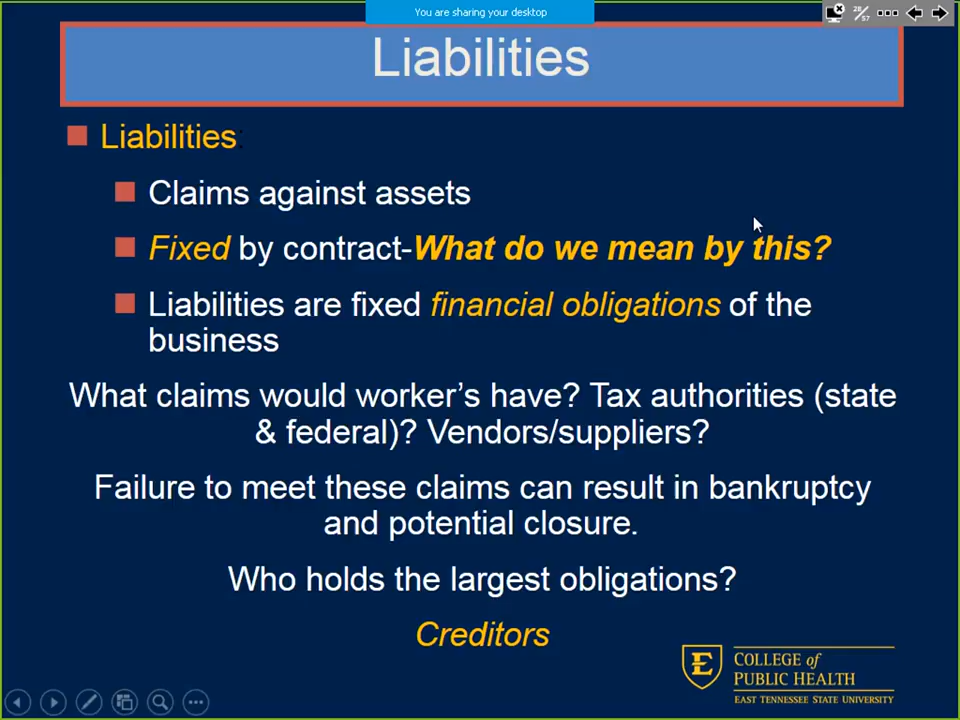 You are sharing your desktop
28/57
Liabilities
Liabilities:
Claims against assets
Fixed by contract-What do we mean by this?
Liabilities are fixed financial obligations of the
business
What claims would worker's have? Tax authorities (state
& federal)? Vendors/suppliers?
Failure to meet these claims can result in bankruptcy
and potential closure.
Who holds the largest obligations?
Creditors
E
COLLEGE of
PUBLIC HEALTH
EAST TENNESSEE STATE UNIVERSITY